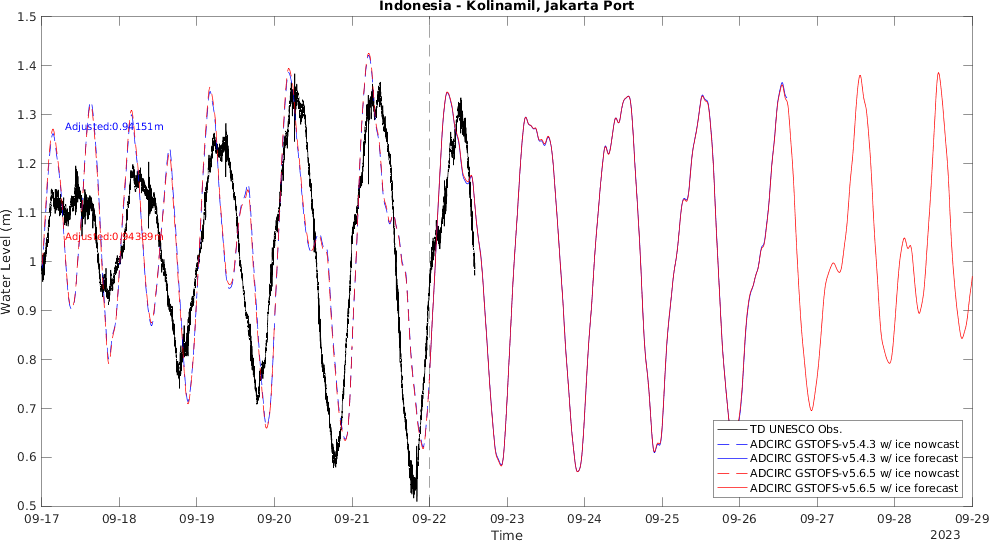 Indonesia - Kolinamil, Jakarta Port
1.5
1.4
1.3
1.2
1.1
1
0.9
0.8
0.7
0.6
0.5
Water Level (m)
Adjusted:0.94151m
Adjusted:0.94389m
TD UNESCO Obs.
ADCIRC GSTOFS-v5.4.3 w/ ice nowcast
ADCIRC GSTOFS-v5.4.3 w/ ice forecast
ADCIRC GSTOFS-v5.6.5 w/ ice nowcast
ADCIRC GSTOFS-v5.6.5 w/ ice forecast
09-17 09-18 09-19 09-20 09-21 09-22 09-23 09-24 09-25 09-26 09-27 09-28 09-29
Time
2023